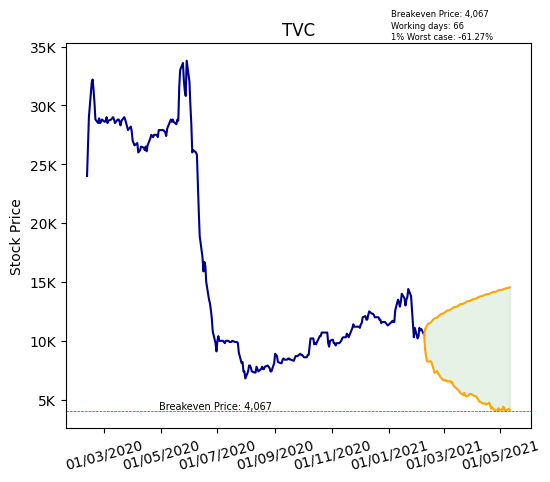 Breakeven Price: 4,067
Working days: 66
1% Worst case: -61.27%
TVC
35K
30K
25K
20K
15K
10K
5K
Stock Price
Breakeven Price: 4,067
01/03/2020
01/05/2020
01/07/2020
01/09/2020
01/11/2020
01/01/2021
01/03/2021
01/05/2021